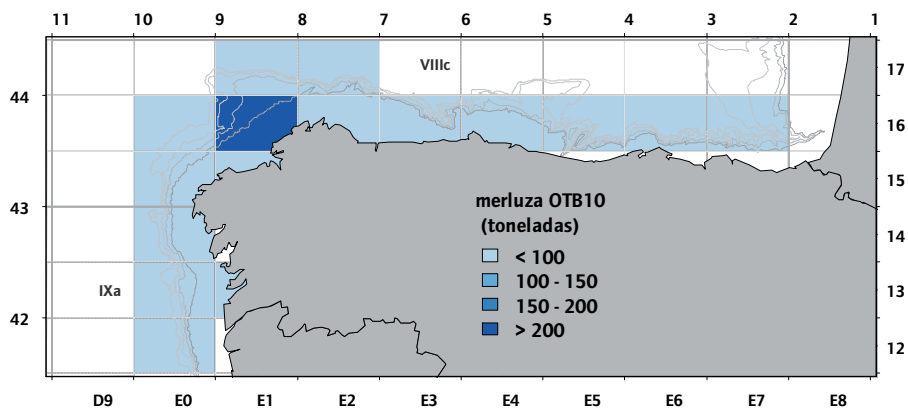 11 10 9 8 7 6 5 4 3 2 1
VIIIc
17
44
16
15
43
merluza OTB10
(toneladas)
14
< 100
IXa
100 - 150
13
150 - 200
42
> 200
12
D9 E0 E1 E2 E3 E4 E5 E6 E7 E8